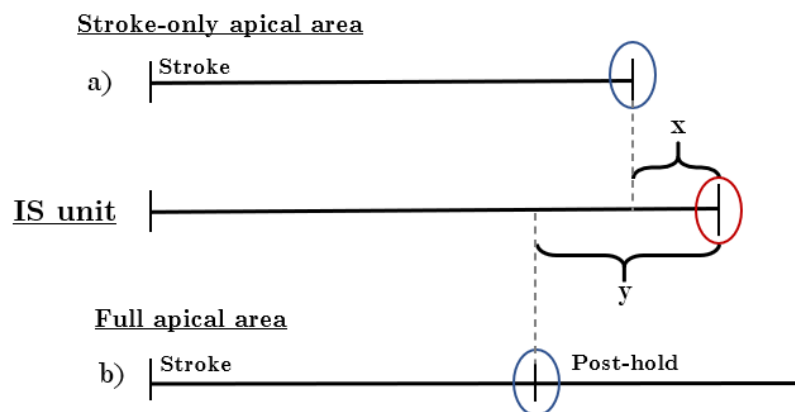 Stroke-only apical area
a) Stroke
x
IS unit
y
Full apical area
b) Stroke Post-hold